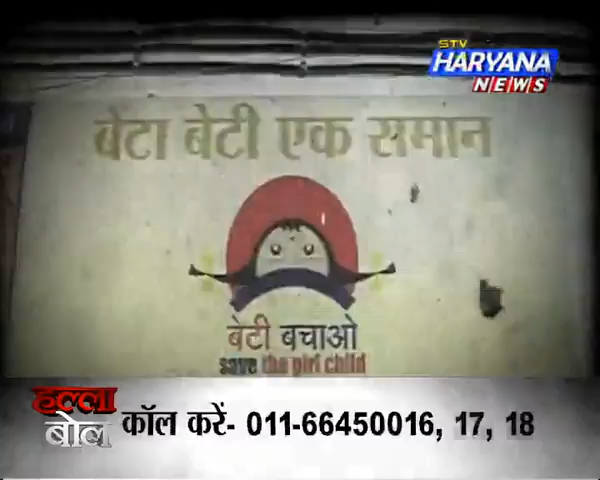 STV
HARYANA
NEWS
बेटा बेटी एक समान
बेटी बचाओ
save the girl child
हल्ला
बोल
कॉल करें- 011-66450016, 17, 18